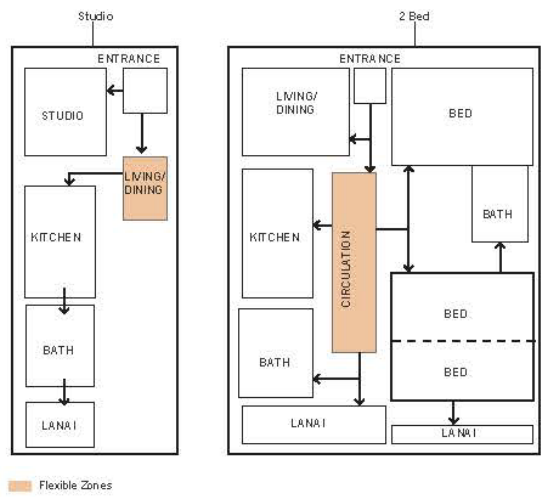 Studio
ENTRANCE
STUDIO
LIVING/
DINING
KITCHEN
BATH
LANAI
2 Bed
ENTRANCE
LIVING/
DINING
BED
KITCHEN
CIRCULATION
BATH
BED
BED
BATH
LANAI
LANAI
Flexible Zones